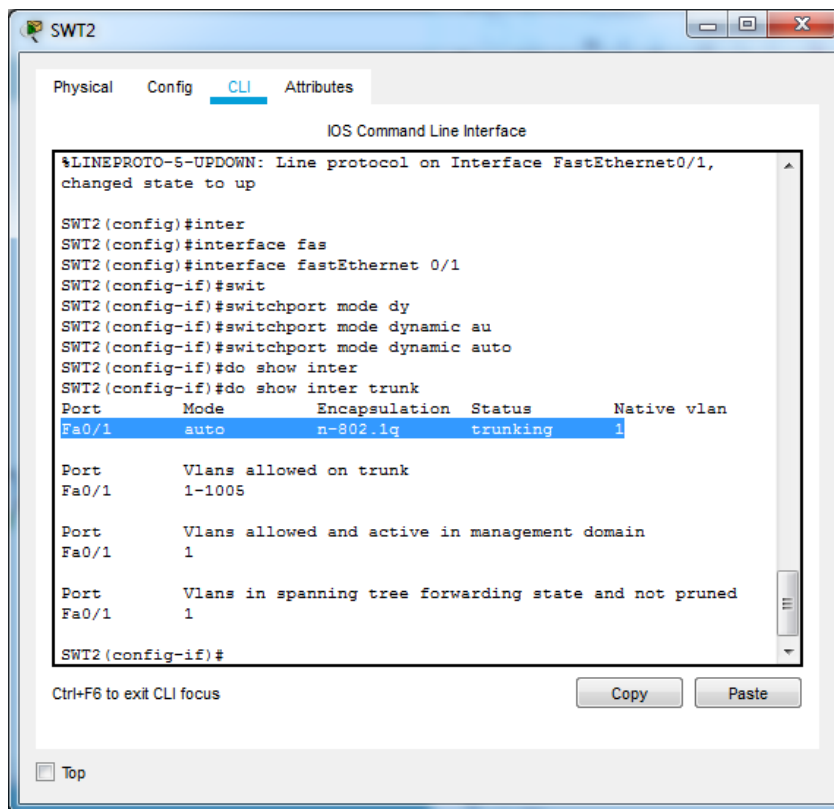 SWT2
Physical Config CLI Attributes
IOS Command Line Interface
%LINEPROTO-5-UPDOWN: Line protocol on Interface FastEthernet0/1,
changed state to up
SWT2(config)#inter
SWT2(config)#interface fas
SWT2(config)#interface fastEthernet 0/1
SWT2(config-if)#swit
SWT2(config-if)#switchport mode dy
SWT2(config-if)#switchport mode dynamic au
SWT2(config-if)#switchport mode dynamic auto
SWT2(config-if)#do show inter
SWT2(config-if)#do show inter trunk
Port Mode Encapsulation Status Native vlan
Fa0/1 auto n-802.1q trunking 1
Port Vlans allowed on trunk
Fa0/1 1-1005
Port Vlans allowed and active in management domain
Fa0/1 1
Port Vlans in spanning tree forwarding state and not pruned
Fa0/1 1
SWT2(config-if)#
Ctrl+F6 to exit CLI focus Copy Paste
Top